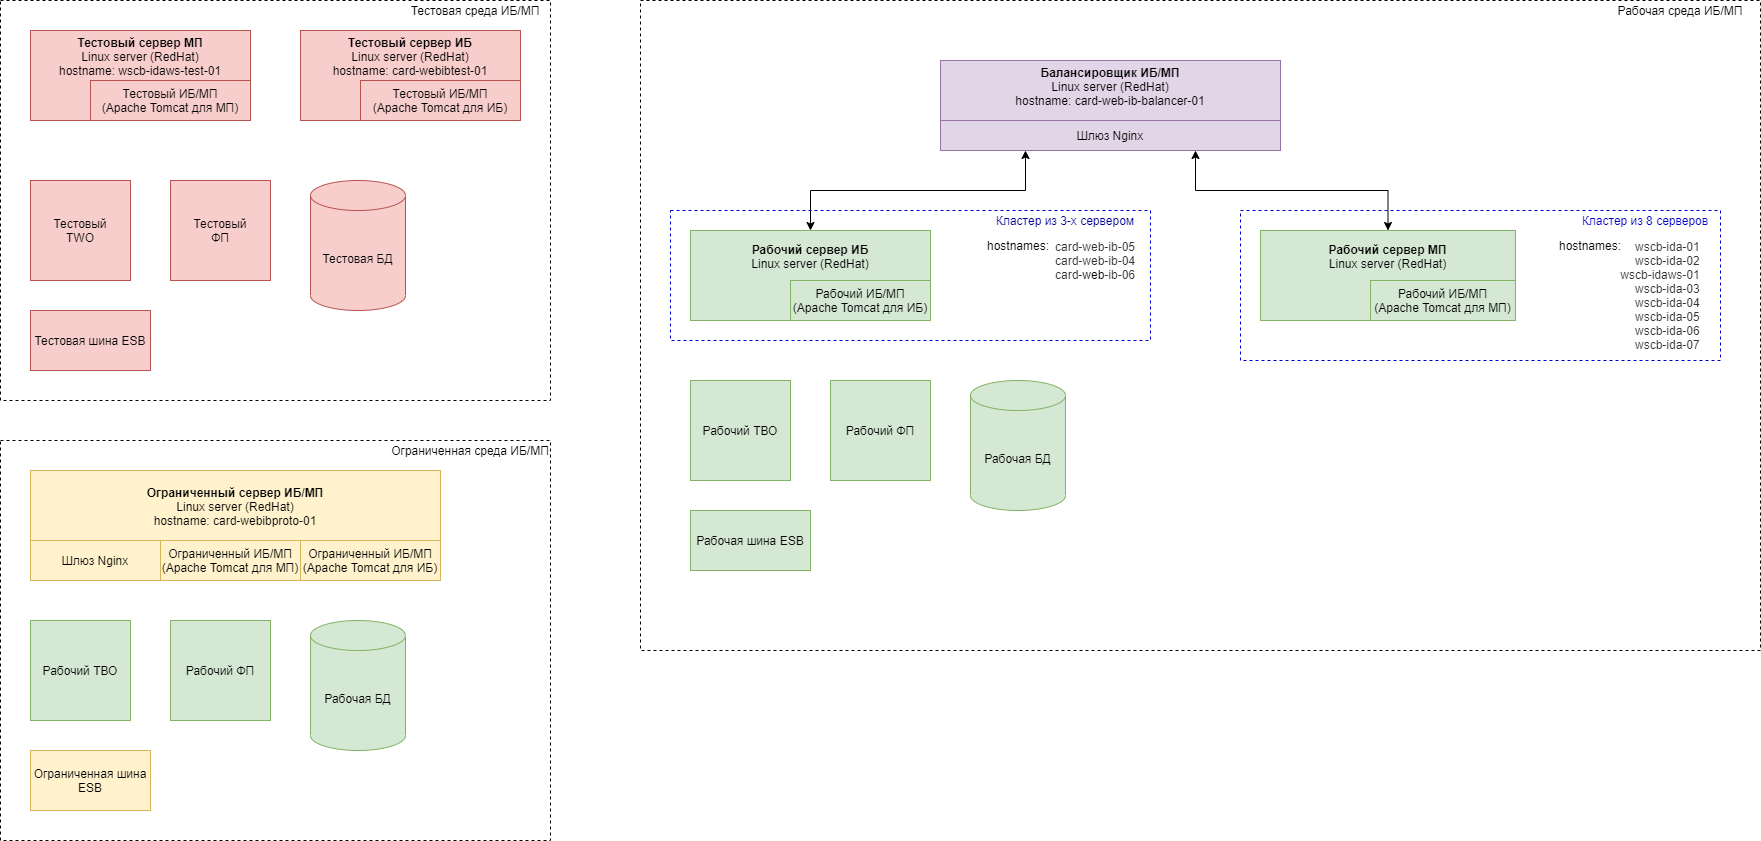 Тестовая среда ИБ/МП
Тестовый сервер МП
Linux server (RedHat)
hostname: wscb-idaws-test-01
Тестовый ИБ/МП
(Apache Tomcat для МП)
Тестовый сервер ИБ
Linux server (RedHat)
hostname: card-webibtest-01
Тестовый ИБ/МП
(Apache Tomcat для ИБ)
Тестовый
TWO
Тестовый
ФП
Тестовая БД
Тестовая шина ESB
Ограниченная среда ИБ/МП
Ограниченный сервер ИБ/МП
Linux server (RedHat)
hostname: card-webibproto-01
Шлюз Nginx
Ограниченный ИБ/МП
(Apache Tomcat для МП)
Ограниченный ИБ/МП
(Apache Tomcat для ИБ)
Рабочий ТВО
Рабочий ФП
Рабочая БД
Ограниченная шина
ESB
Рабочая среда ИБ/МП
Балансировщик ИБ/МП
Linux server (RedHat)
hostname: card-web-ib-balancer-01
Шлюз Nginx
Кластер из 3-х сервером
Рабочий сервер ИБ
Linux server (RedHat)
Рабочий ИБ/МП
(Apache Tomcat для ИБ)
hostnames: card-web-ib-05
card-web-ib-04
card-web-ib-06
Кластер из 8 серверов
Рабочий сервер МП
Linux server (RedHat)
Рабочий ИБ/МП
(Apache Tomcat для МП)
hostnames: wscb-ida-01
wscb-ida-02
wscb-idaws-01
wscb-ida-03
wscb-ida-04
wscb-ida-05
wscb-ida-06
wscb-ida-07
Рабочий ТВО
Рабочий ФП
Рабочая БД
Рабочая шина ESB